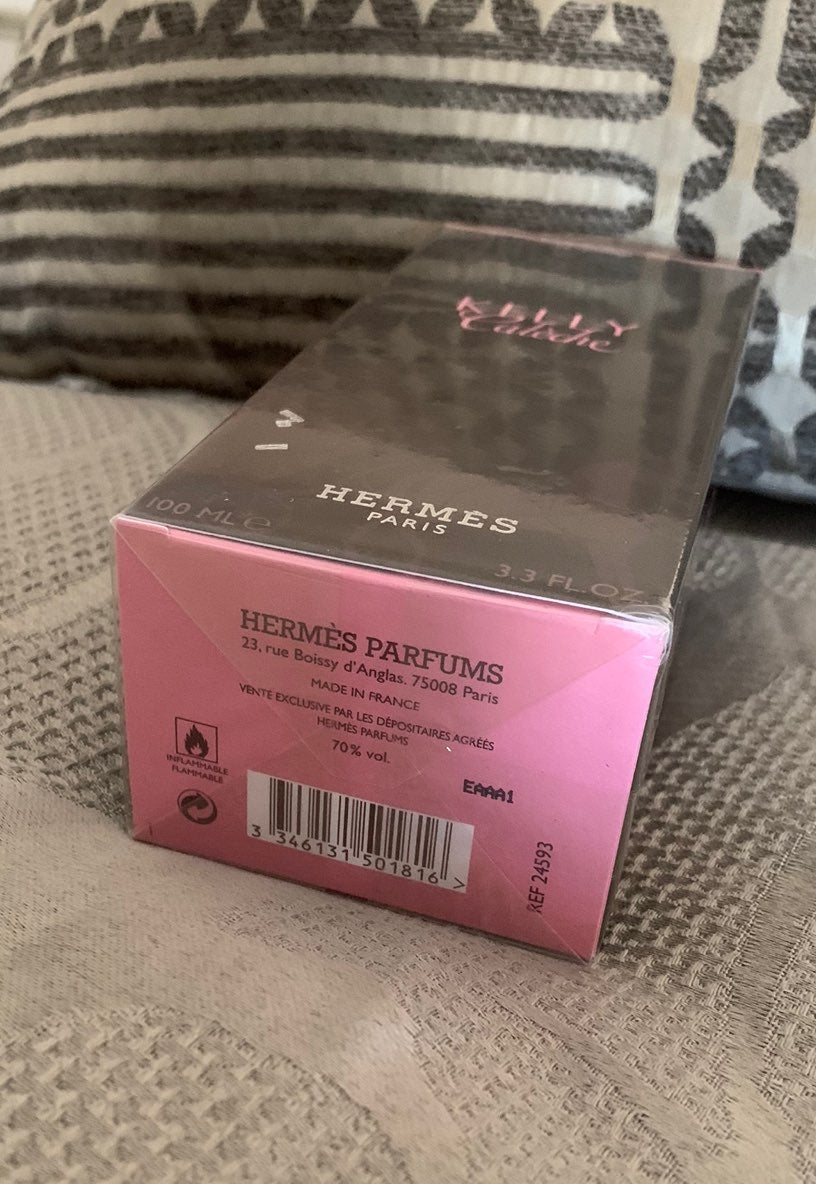 KELLY
Calèche
HERMÈS
PARIS
100 ML e
3.3 FL.OZ.
HERMÈS PARFUMS
23, rue Boissy d'Anglas. 75008 Paris
MADE IN FRANCE
VENTE EXCLUSIVE PAR LES DÉPOSITAIRES AGRÉÉS
HERMÈS PARFUMS
70% vol.
INFLAMMABLE
FLAMMABLE
EAAA1
3 346131 501816 >
REF 24593